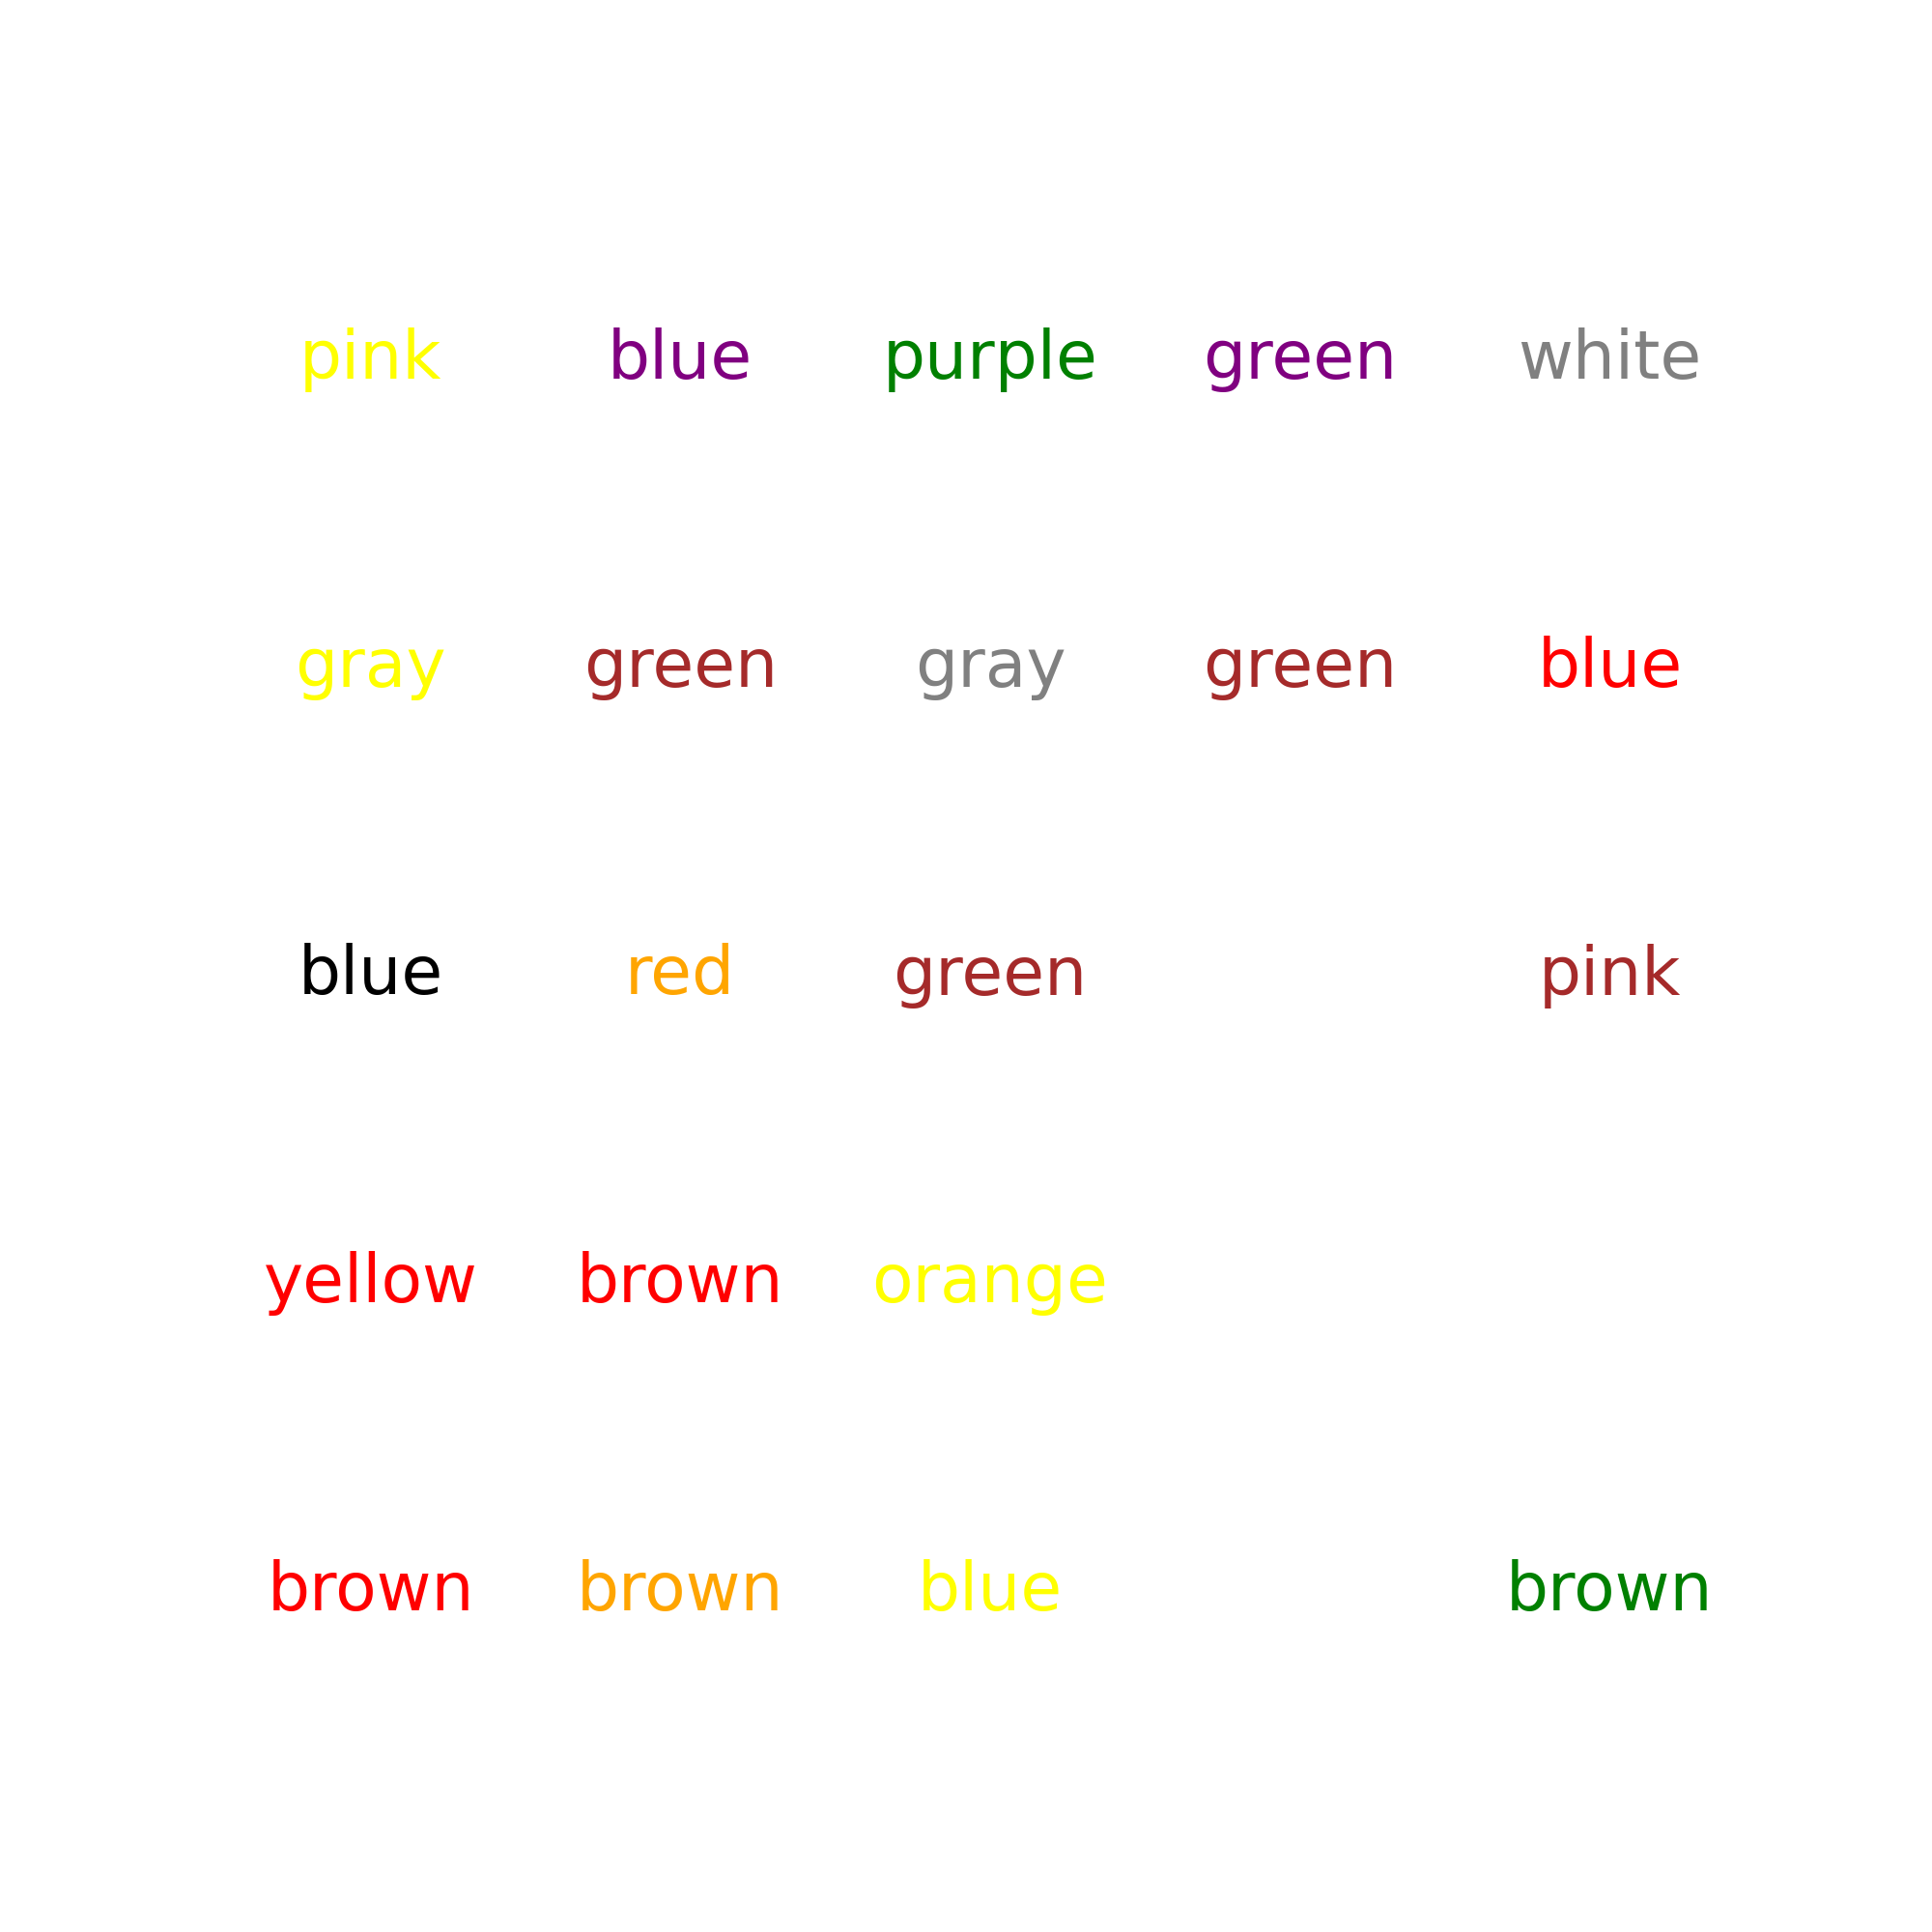 pink blue purple green white
gray green gray green blue
blue red green pink
yellow brown orange
brown brown blue brown